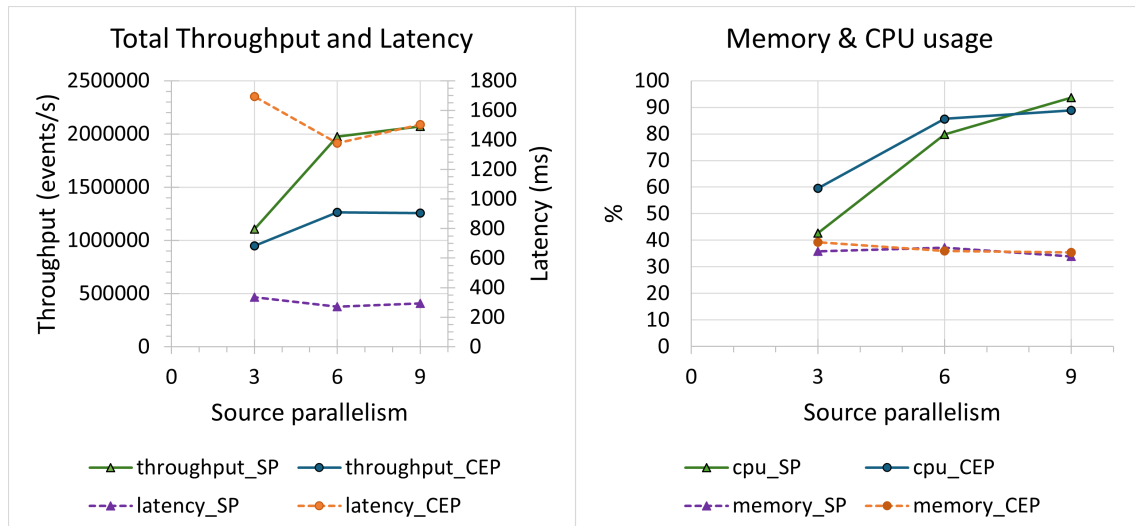 Total Throughput and Latency
Throughput (events/s)
2500000
2000000
1500000
1000000
500000
0
1800
1600
1400
1200
1000
800
600
400
200
0
Latency (ms)
0 3 6 9
Source parallelism
throughput_SP throughput_CEP
latency_SP latency_CEP
Memory & CPU usage
%
100
90
80
70
60
50
40
30
20
10
0
0 3 6 9
Source parallelism
cpu_SP cpu_CEP
memory_SP memory_CEP